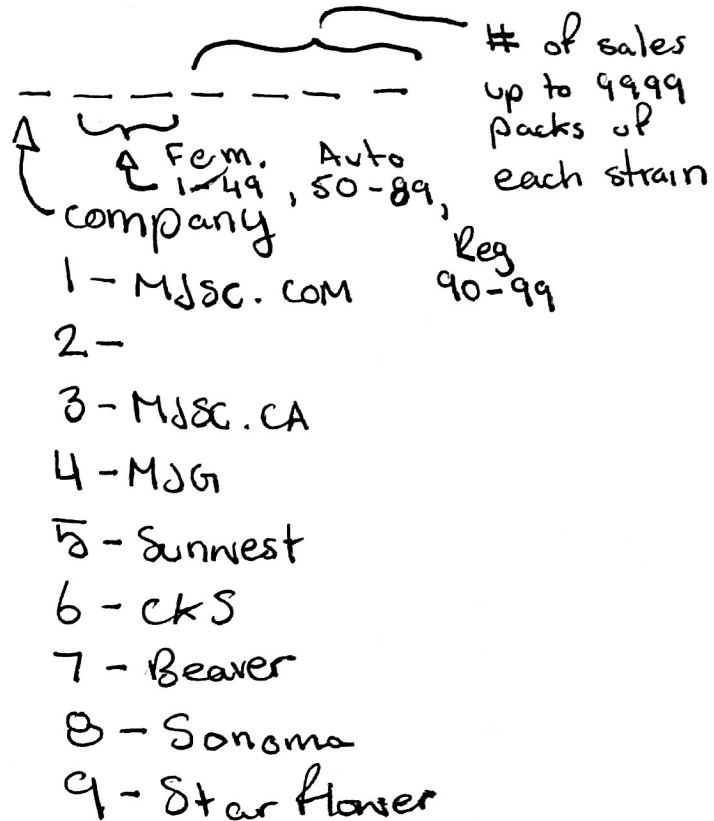 # of sales
up to 9999
packs of
each strain
_ _ _ _ _ _ _
Fem. Auto
1-49, 50-89,
Reg
90-99
company
1 - MJSC.COM
2 -
3 - MJSC.CA
4 - MJG
5 - Sunwest
6 - CKS
7 - Beaver
8 - Sonoma
9 - Star flower